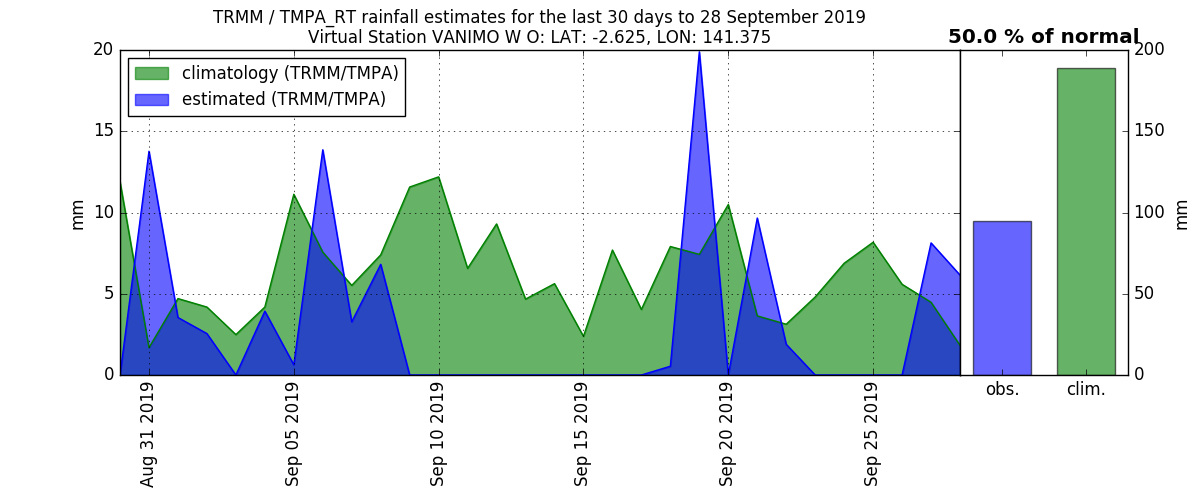 TRMM / TMPA_RT rainfall estimates for the last 30 days to 28 September 2019
Virtual Station VANIMO W O: LAT: -2.625, LON: 141.375
50.0 % of normal
climatology (TRMM/TMPA)
estimated (TRMM/TMPA)
20
15
10
5
0
mm
Aug 31 2019
Sep 05 2019
Sep 10 2019
Sep 15 2019
Sep 20 2019
Sep 25 2019
200
150
100
50
0
mm
obs.
clim.